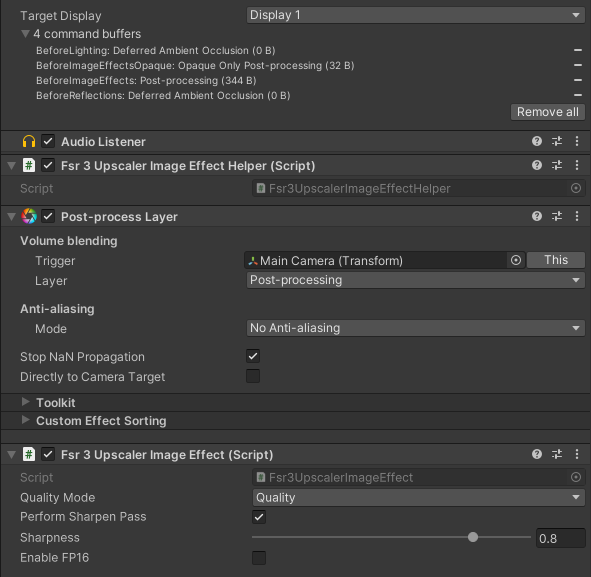 Target Display Display 1
4 command buffers
BeforeLighting: Deferred Ambient Occlusion (0 B)
BeforeImageEffectsOpaque: Opaque Only Post-processing (32 B)
BeforeImageEffects: Post-processing (344 B)
BeforeReflections: Deferred Ambient Occlusion (0 B)
Remove all
Audio Listener
# Fsr 3 Upscaler Image Effect Helper (Script)
Script # Fsr3UpscalerImageEffectHelper
Post-process Layer
Volume blending
Trigger Main Camera (Transform) This
Layer Post-processing
Anti-aliasing
Mode No Anti-aliasing
Stop NaN Propagation
Directly to Camera Target
Toolkit
Custom Effect Sorting
# Fsr 3 Upscaler Image Effect (Script)
Script # Fsr3UpscalerImageEffect
Quality Mode Quality
Perform Sharpen Pass
Sharpness 0.8
Enable FP16